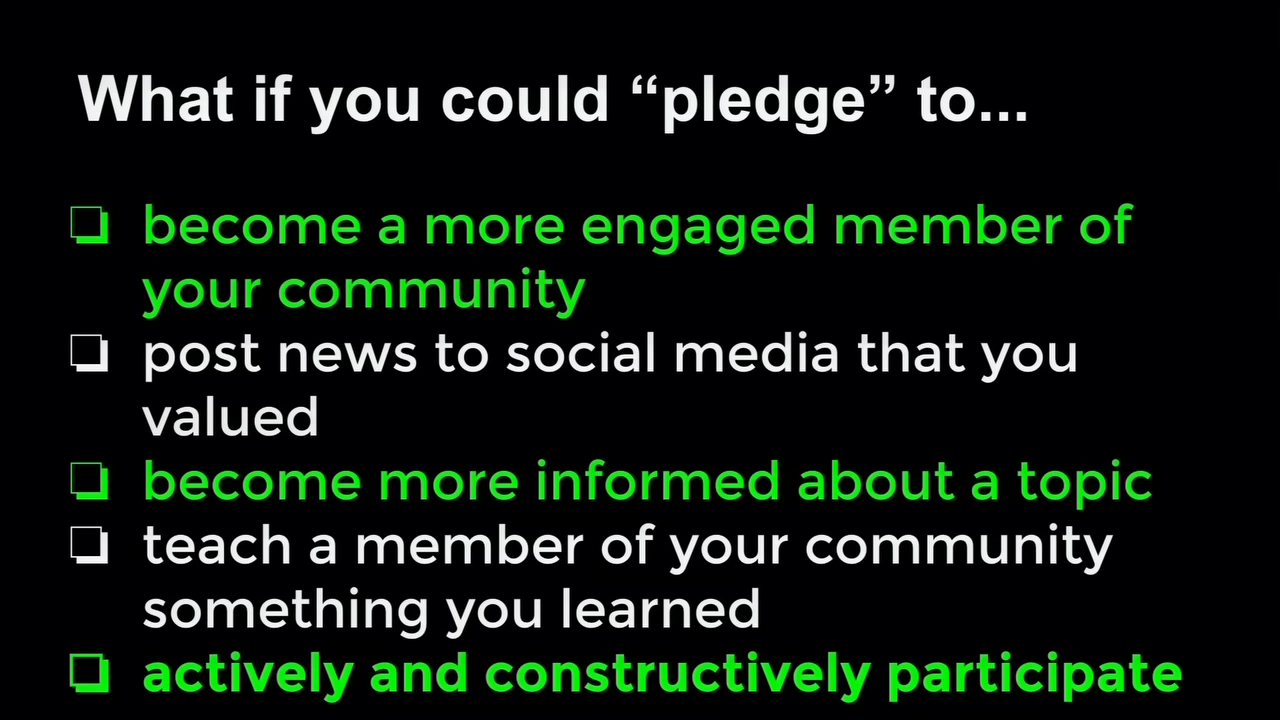 What if you could “pledge” to...
❏ become a more engaged member of
your community
❏ post news to social media that you
valued
❏ become more informed about a topic
❏ teach a member of your community
something you learned
❏ actively and constructively participate